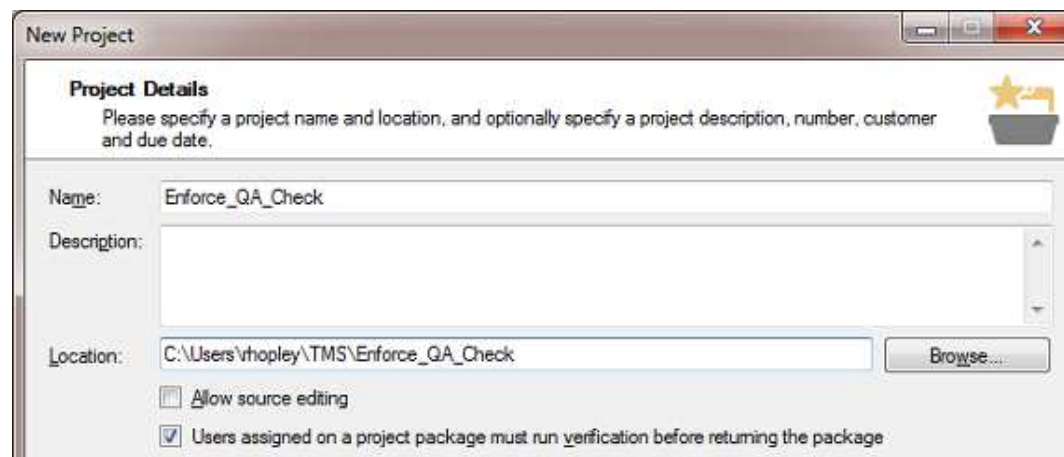 New Project
Project Details
Please specify a project name and location, and optionally specify a project description, number, customer
and due date.
Name:
Enforce_QA_Check
Description:
Location:
C:\Users\rhopley\TMS\Enforce_QA_Check
Browse...
Allow source editing
Users assigned on a project package must run verification before returning the package